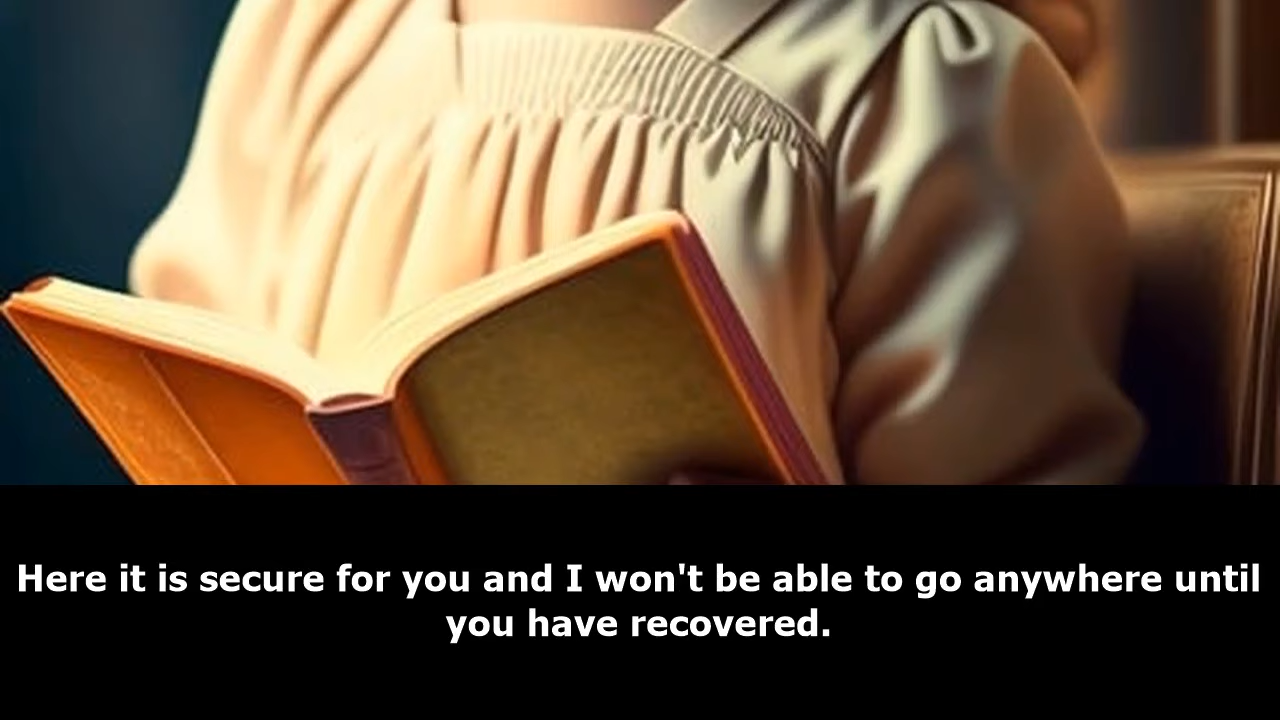 Here it is secure for you and I won't be able to go anywhere until
you have recovered.